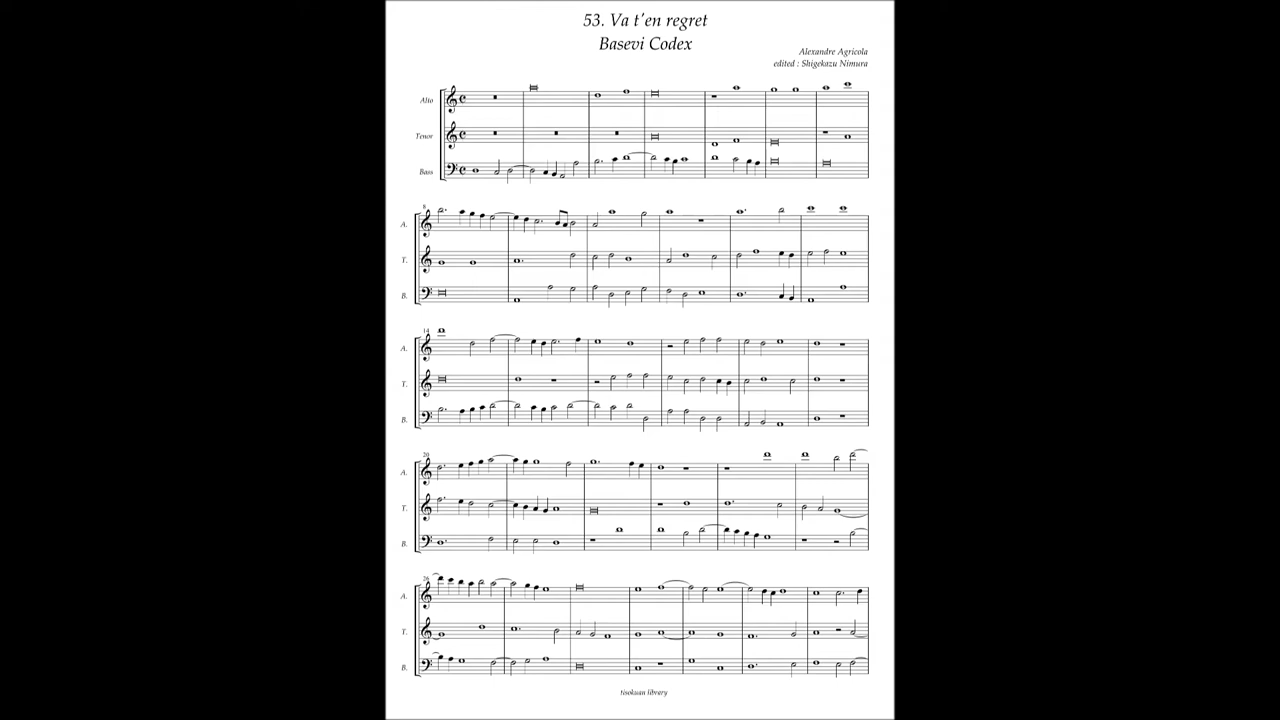 53. Va t'en regret
Basevi Codex
Alexandre Agricola
edited : Shigekazu Nimura
Alto
Tenor
Bass
8
A.
T.
B.
14
A.
T.
B.
20
A.
T.
B.
26
A.
T.
B.
tisokuan library